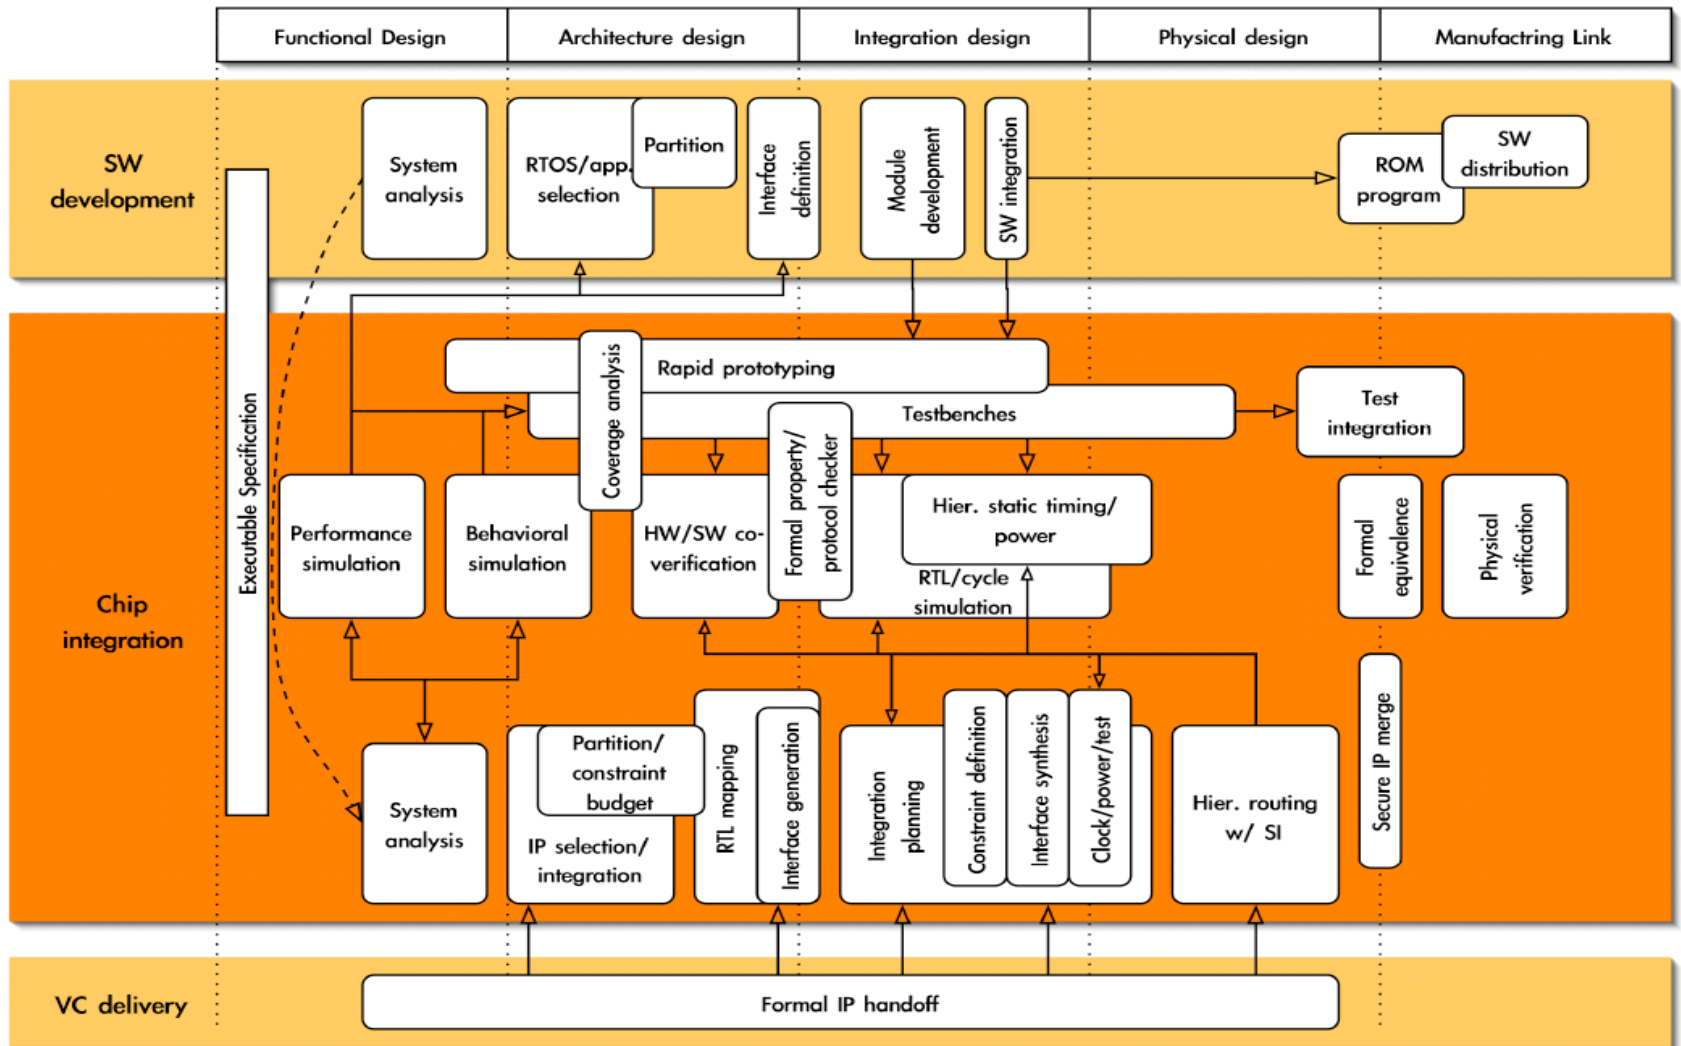 Functional Design
Architecture design
Integration design
Physical design
Manufactring Link
SW
development
System
analysis
RTOS/app.
selection
Partition
Interface
definition
Module
development
SW integration
ROM
program
SW
distribution
Executable Specification
Chip
integration
Rapid prototyping
Coverage analysis
Testbenches
Formal property/
protocol checker
Test
integration
Performance
simulation
Behavioral
simulation
HW/SW co-
verification
Hier. static timing/
power
RTL/cycle
simulation
Formal
equivalence
Physical
verification
System
analysis
Partition/
constraint
budget
IP selection/
integration
RTL mapping
Interface generation
Integration
planning
Constraint definition
Interface synthesis
Clock/power/test
Hier. routing
w/ SI
Secure IP merge
VC delivery
Formal IP handoff